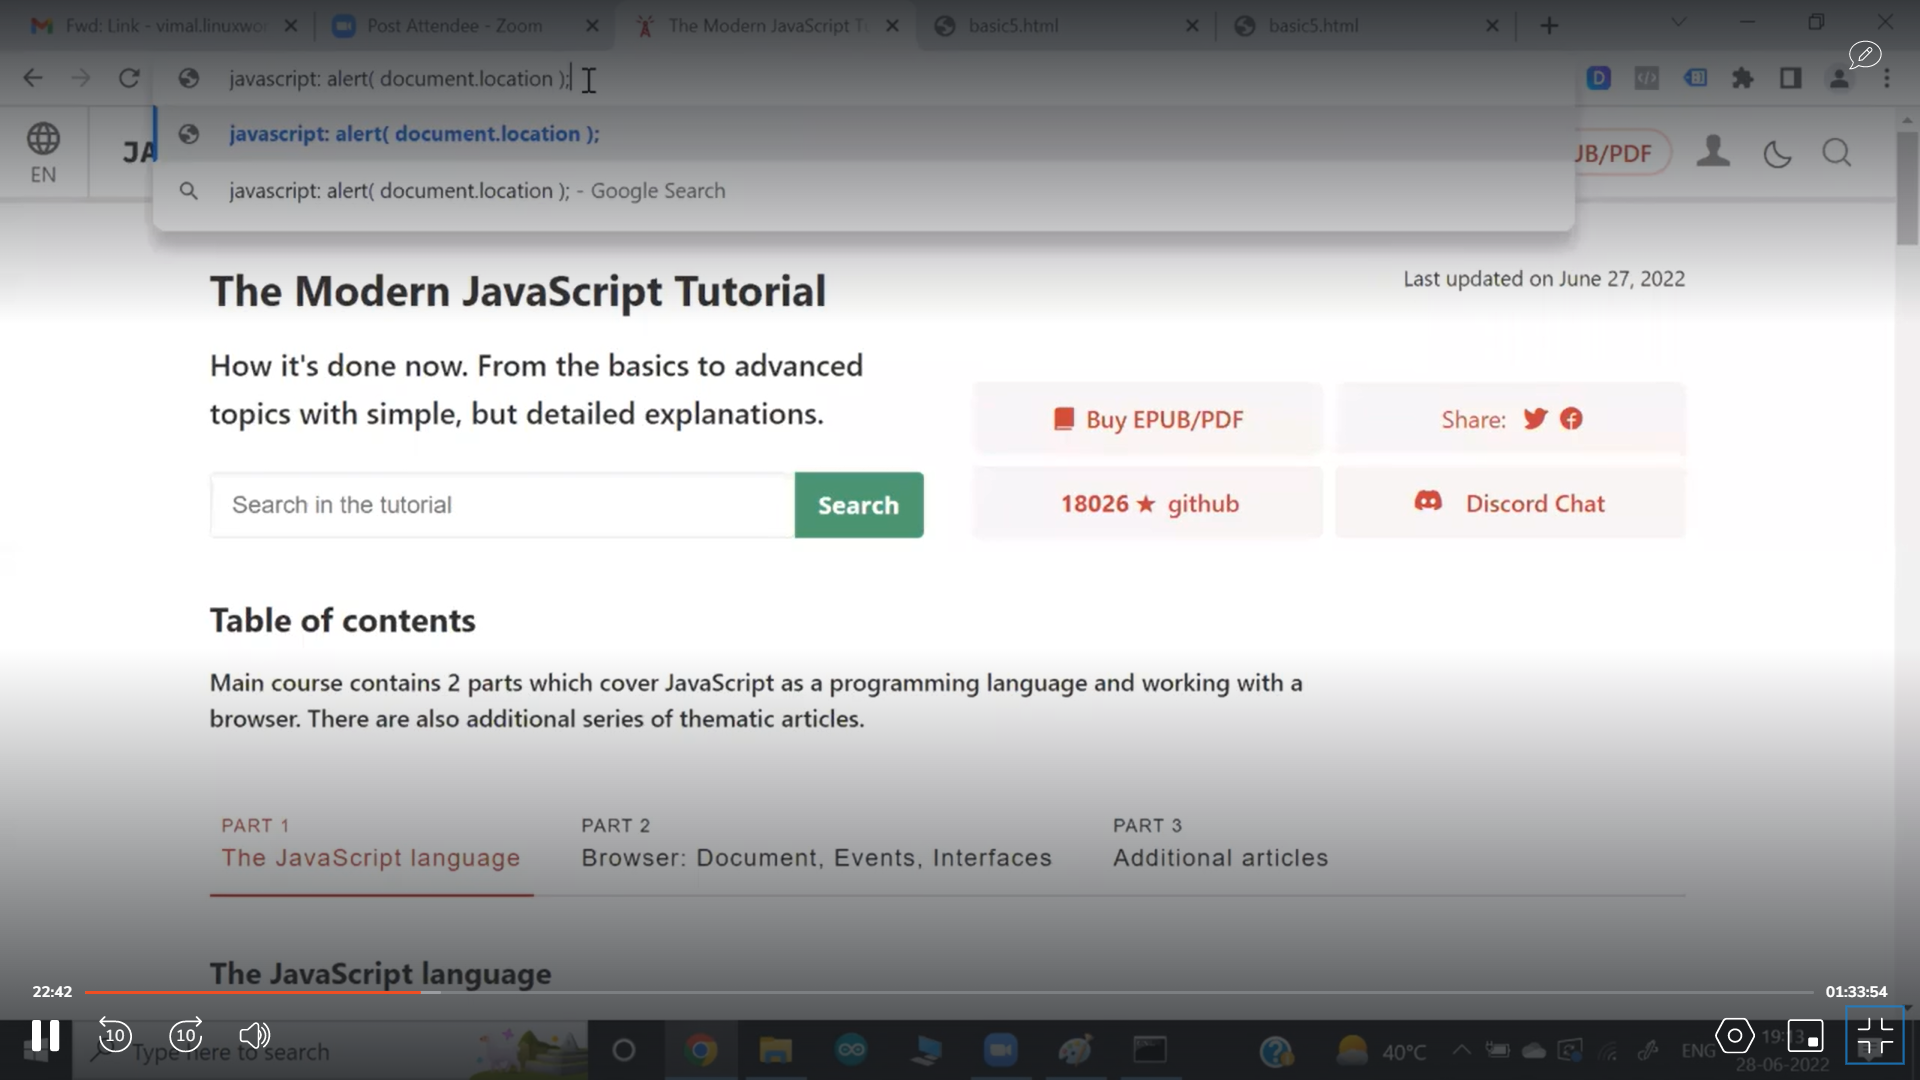 Fwd: Link - vimal.linuxwo
Post Attendee - Zoom
The Modern JavaScript Tu
basic5.html
basic5.html
javascript: alert( document.location );
D
javascript: alert( document.location );
javascript: alert( document.location ); - Google Search
EN
JA
UB/PDF
The Modern JavaScript Tutorial
Last updated on June 27, 2022
How it's done now. From the basics to advanced
topics with simple, but detailed explanations.
Buy EPUB/PDF
Share:
Search in the tutorial
Search
18026 ★ github
Discord Chat
Table of contents
Main course contains 2 parts which cover JavaScript as a programming language and working with a
browser. There are also additional series of thematic articles.
PART 1
The JavaScript language
PART 2
Browser: Document, Events, Interfaces
PART 3
Additional articles
The JavaScript language
22:42
01:33:54
10
10
Type here to search
40°C
ENG
19:13
28-06-2022